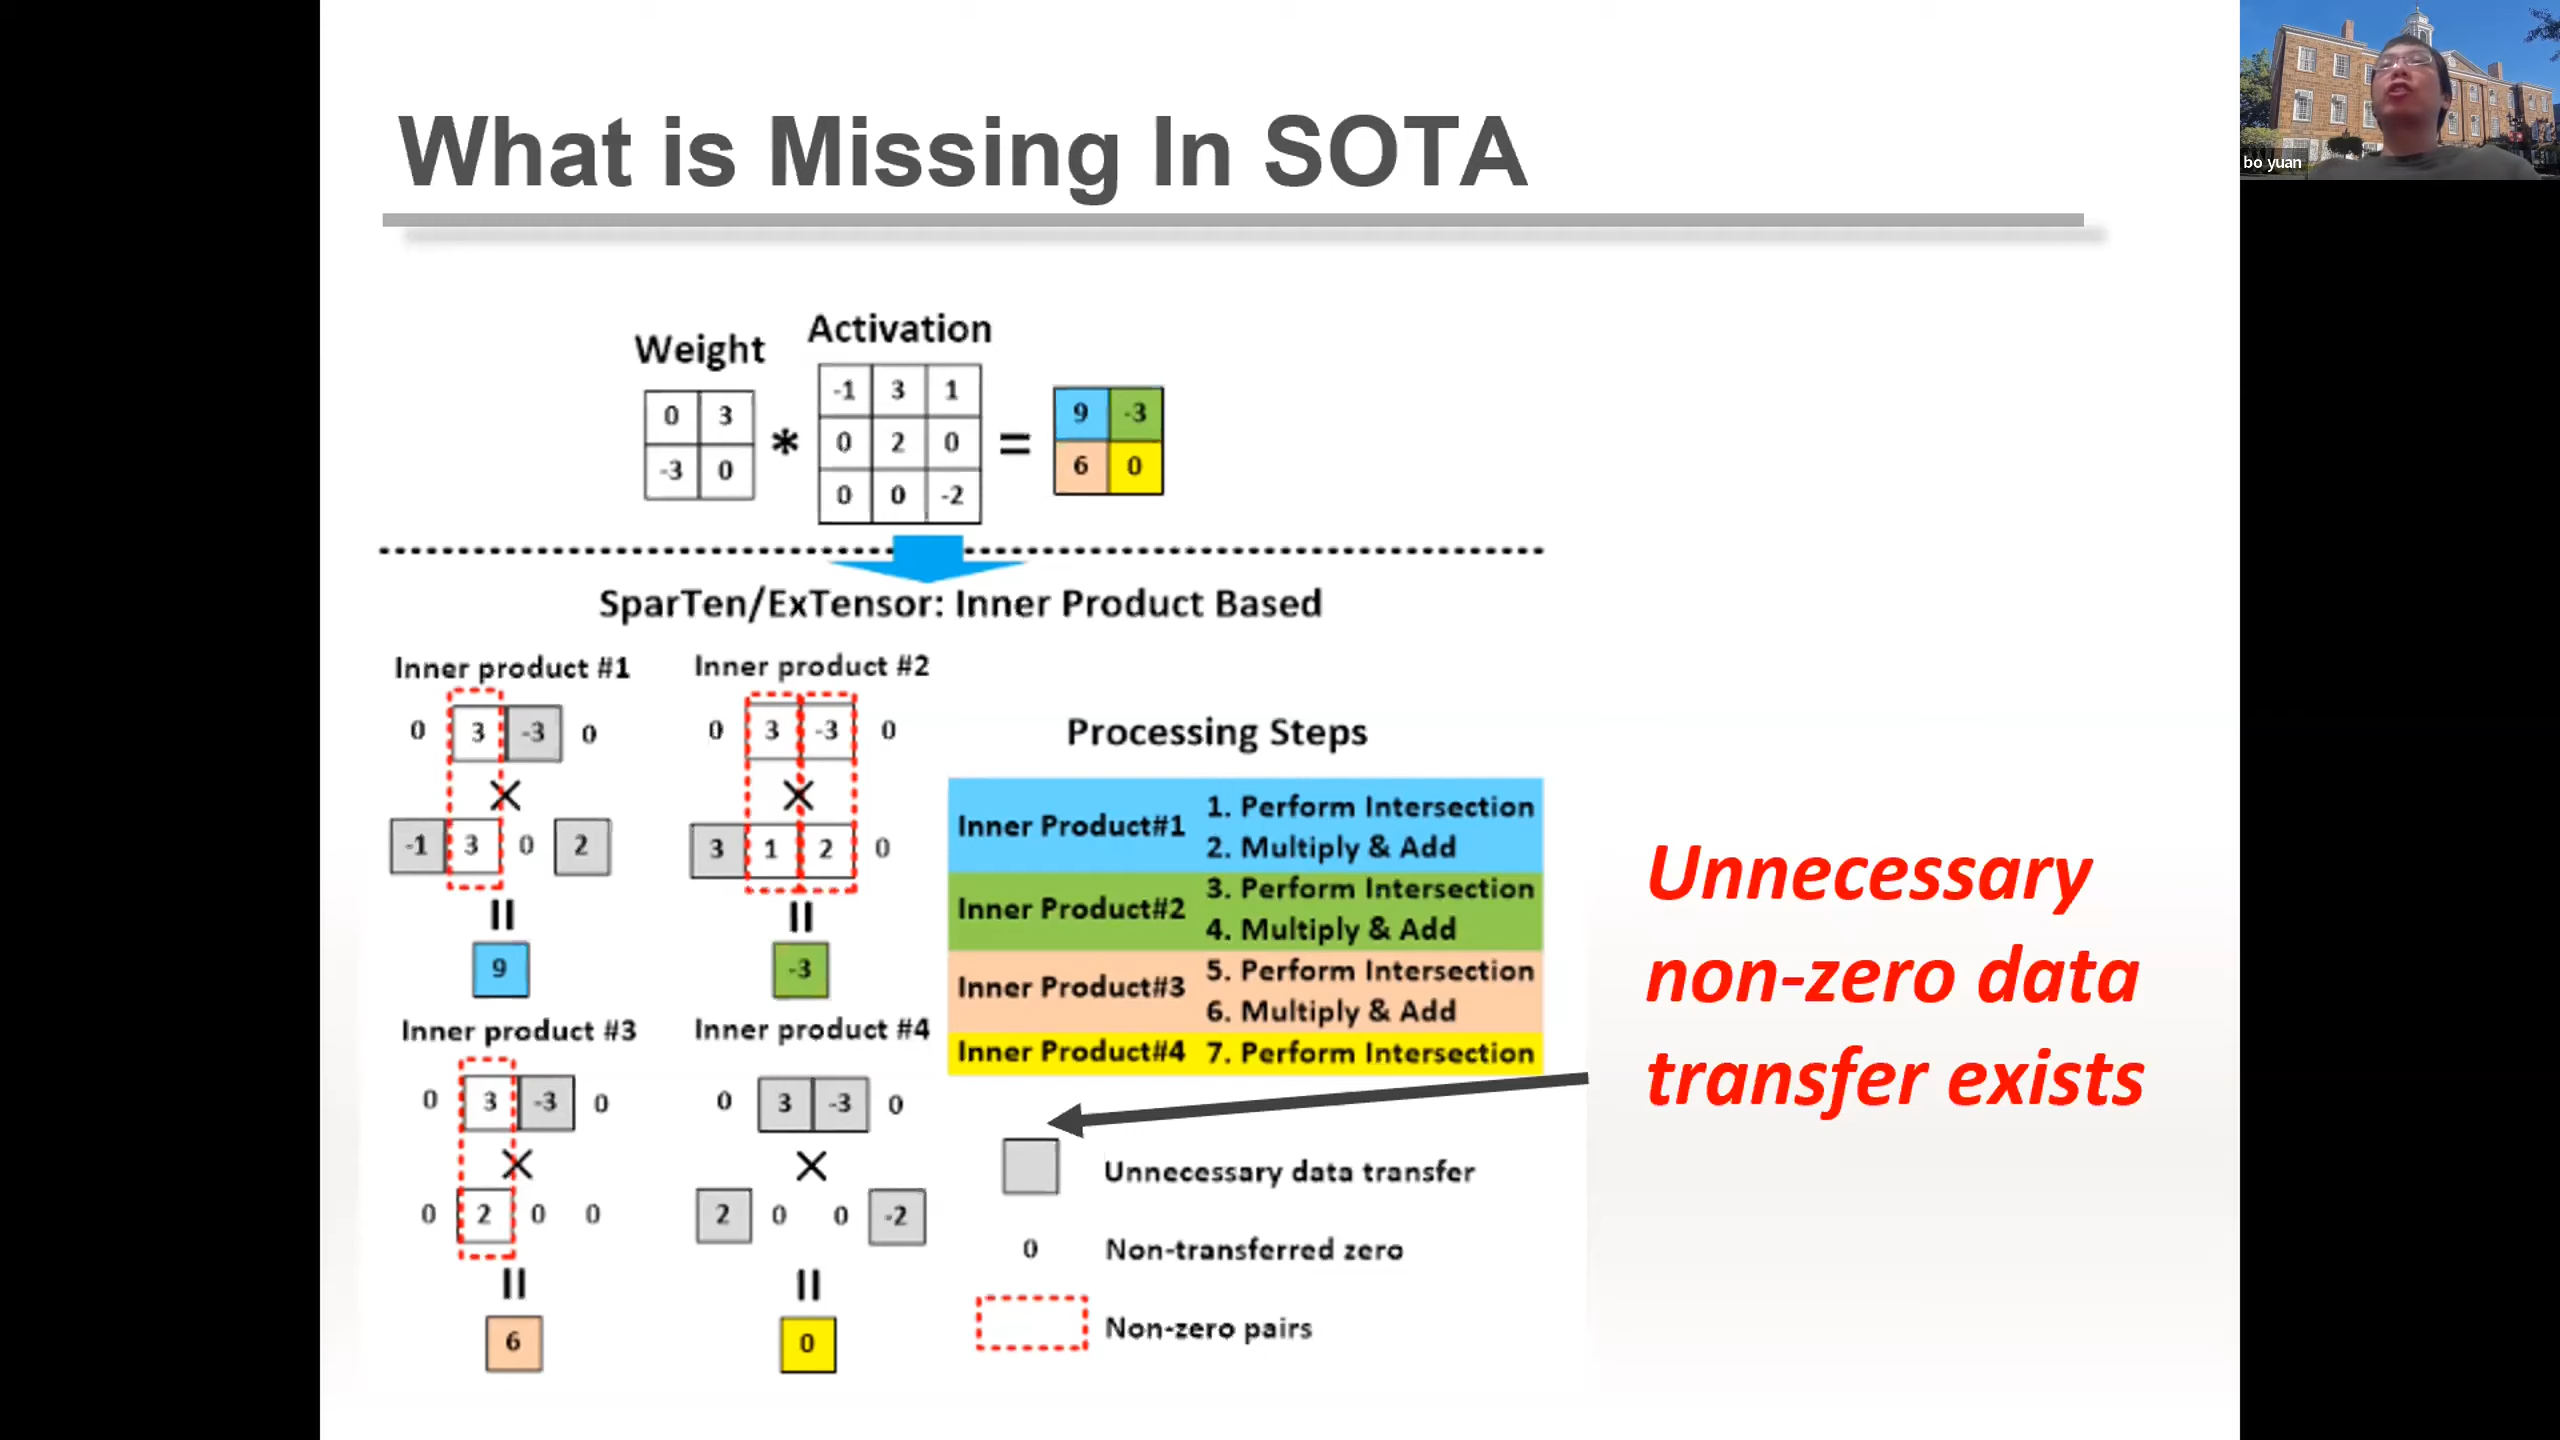 What is Missing In SOTA
bo yuan
Weight
Activation
0 3
-3 0
*
-1 3 1
0 2 0
0 0 -2
=
9 -3
6 0
SparTen/ExTensor: Inner Product Based
Inner product #1
0 3 -3 0
×
-1 3 0 2
=
9
Inner product #2
0 3 -3 0
×
3 1 2 0
=
-3
Inner product #3
0 3 -3 0
×
0 2 0 0
=
6
Inner product #4
0 3 -3 0
×
2 0 0 -2
=
0
Processing Steps
Inner Product#1
1. Perform Intersection
2. Multiply & Add
Inner Product#2
3. Perform Intersection
4. Multiply & Add
Inner Product#3
5. Perform Intersection
6. Multiply & Add
Inner Product#4 7. Perform Intersection
Unnecessary data transfer
0 Non-transferred zero
Non-zero pairs
Unnecessary
non-zero data
transfer exists